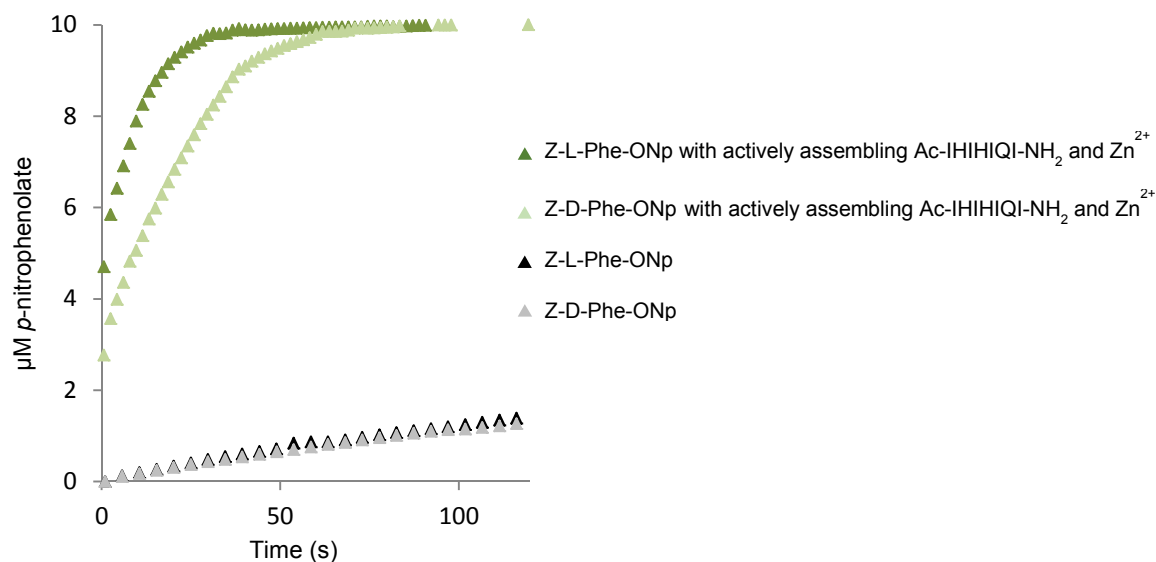 10
8
6
4
2
0
µM p-nitrophenolate
0
50
100
Time (s)
Z-L-Phe-ONp with actively assembling Ac-IHIHIQI-NH₂ and Zn²⁺
Z-D-Phe-ONp with actively assembling Ac-IHIHIQI-NH₂ and Zn²⁺
Z-L-Phe-ONp
Z-D-Phe-ONp